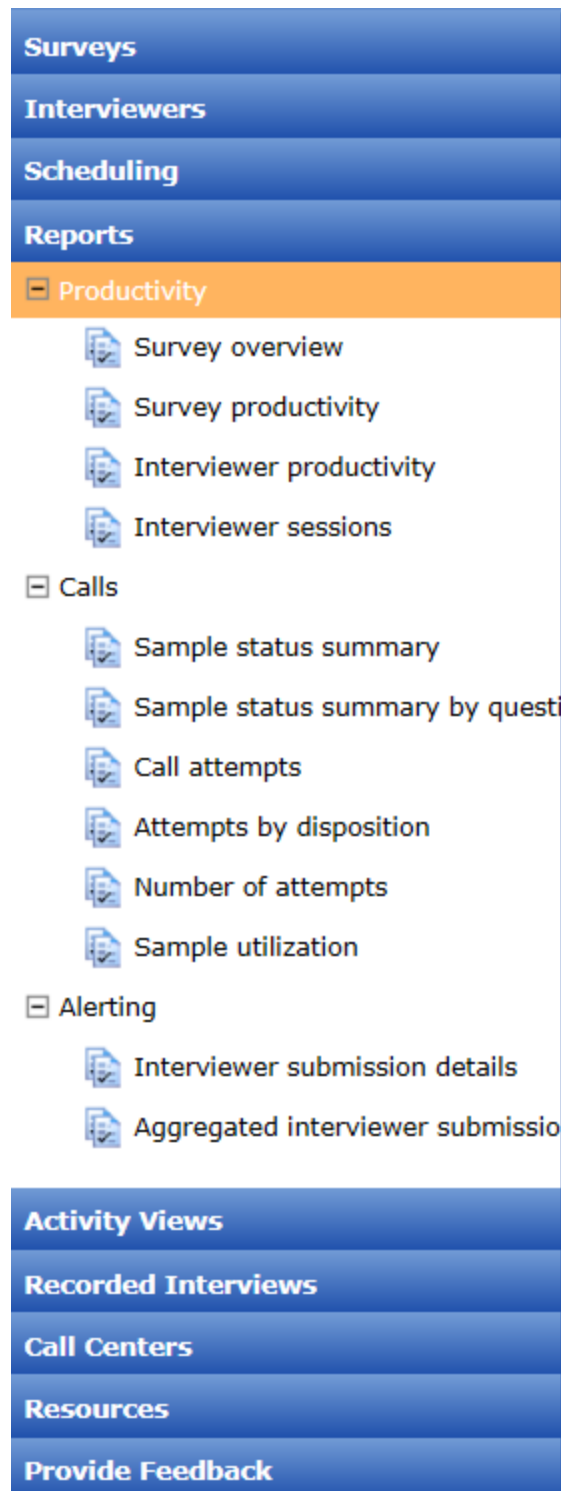 Surveys
Interviewers
Scheduling
Reports
Productivity
Survey overview
Survey productivity
Interviewer productivity
Interviewer sessions
Calls
Sample status summary
Sample status summary by questi
Call attempts
Attempts by disposition
Number of attempts
Sample utilization
Alerting
Interviewer submission details
Aggregated interviewer submissio
Activity Views
Recorded Interviews
Call Centers
Resources
Provide Feedback